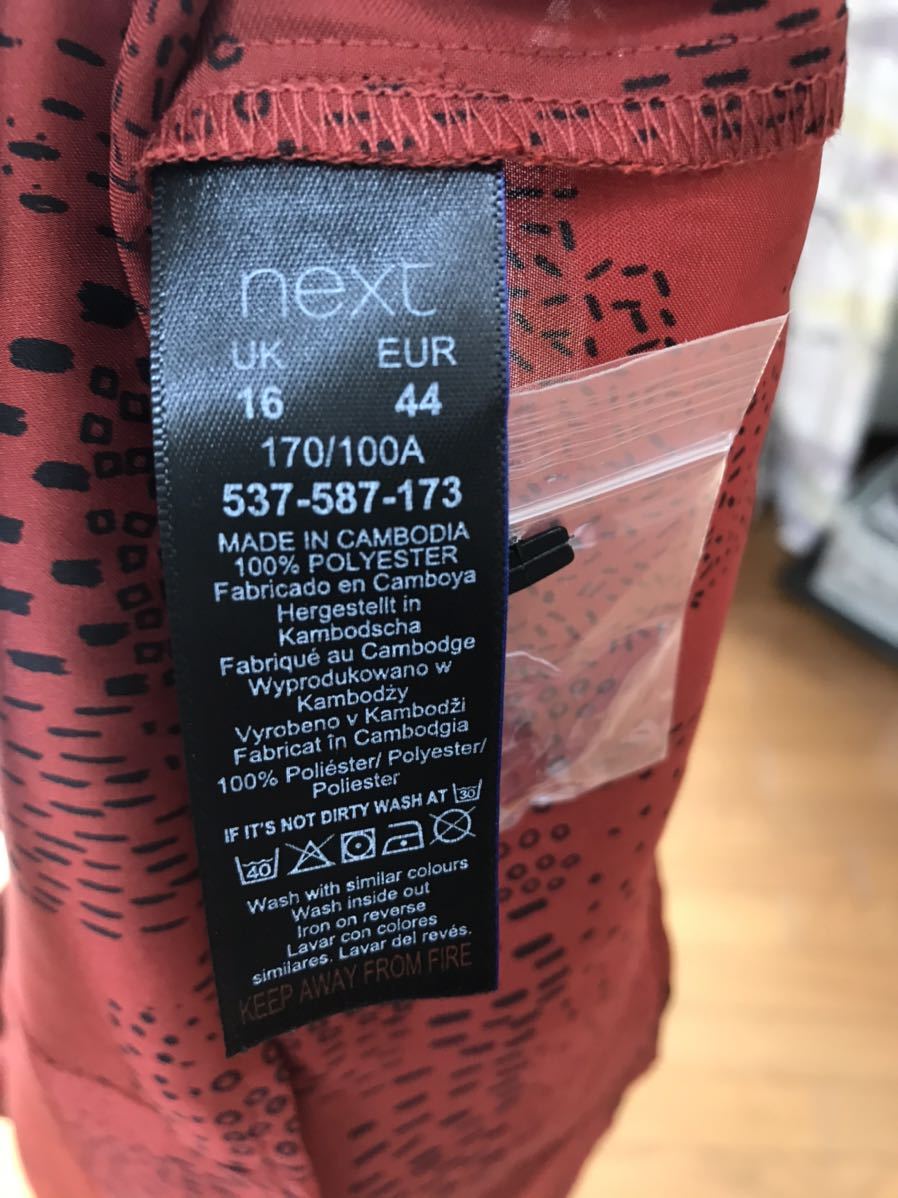 next
UK EUR
16 44
170/100A
537-587-173
MADE IN CAMBODIA
100% POLYESTER
Fabricado en Camboya
Hergestellt in
Kambodscha
Fabriqué au Cambodge
Wyprodukowano w
Kambodży
Vyrobeno v Kambodži
Fabricat în Cambodgia
100% Poliéster/ Polyester/
Poliester
IF IT'S NOT DIRTY WASH AT 30
40
Wash with similar colours
Wash inside out
Iron on reverse
Lavar con colores
similares. Lavar del revés.
KEEP AWAY FROM FIRE